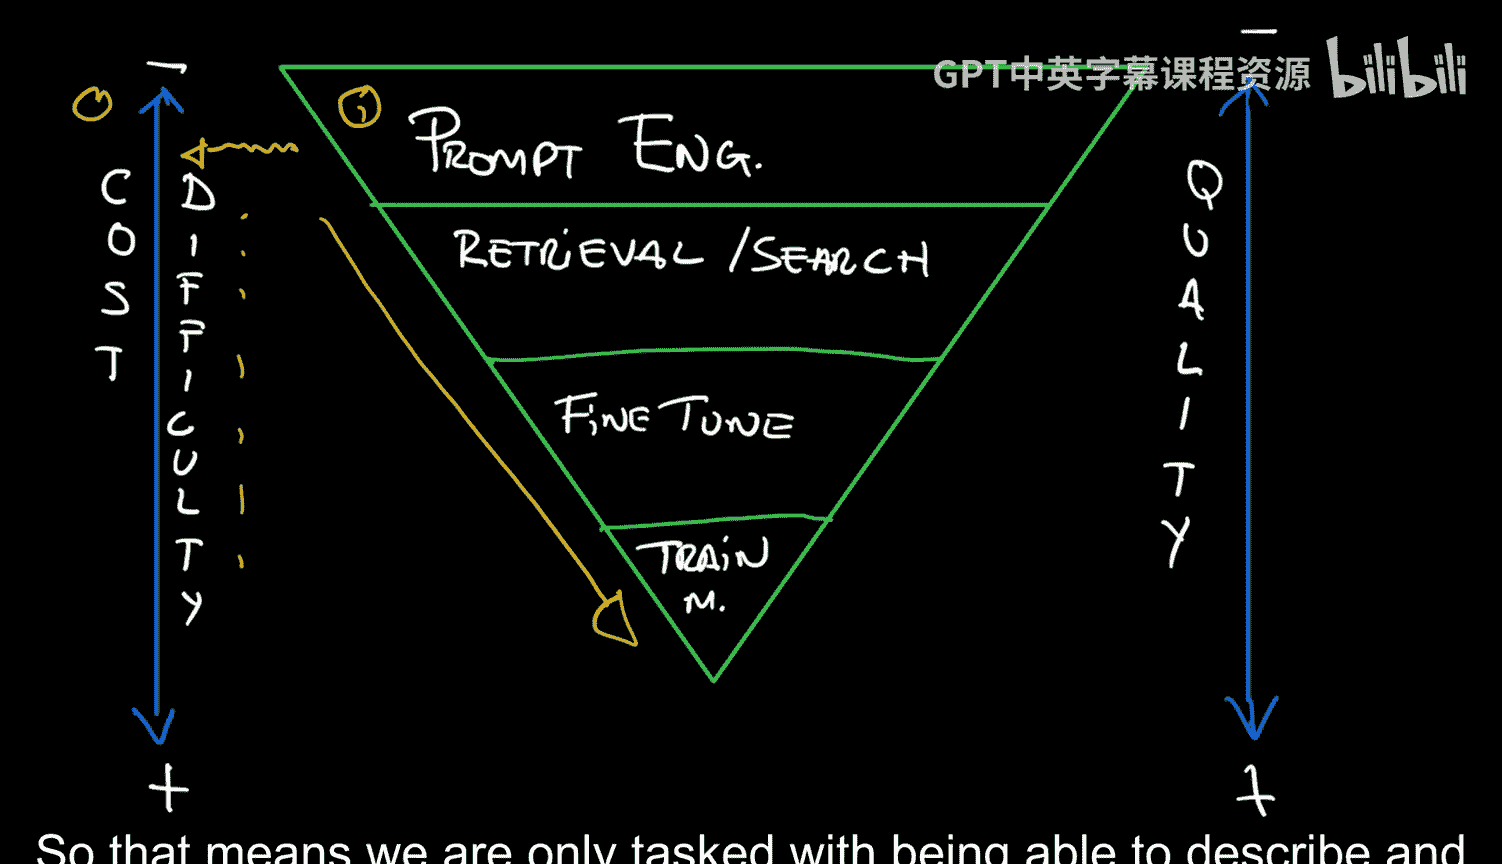 GPT中英字幕课程资源 bilibili
PROMPT ENG.
RETRIEVAL / SEARCH
FINE TUNE
TRAIN
M.
COST
DIFFICULTY
QUALITY
−
+
−
+
So that means we are only tasked with being able to describe and